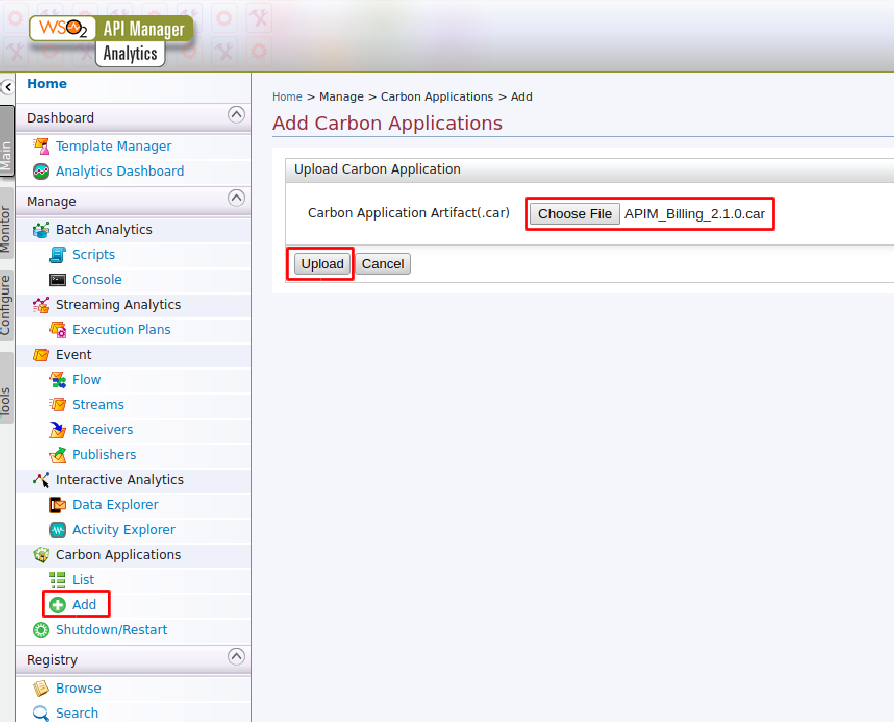 WSO2 API Manager
Analytics
Home
Dashboard
Template Manager
Analytics Dashboard
Manage
Batch Analytics
Scripts
Console
Streaming Analytics
Execution Plans
Event
Flow
Streams
Receivers
Publishers
Interactive Analytics
Data Explorer
Activity Explorer
Carbon Applications
List
Add
Shutdown/Restart
Registry
Browse
Search
Main
Monitor
Configure
Tools
Home > Manage > Carbon Applications > Add
Add Carbon Applications
Upload Carbon Application
Carbon Application Artifact(.car) Choose File APIM_Billing_2.1.0.car
Upload Cancel